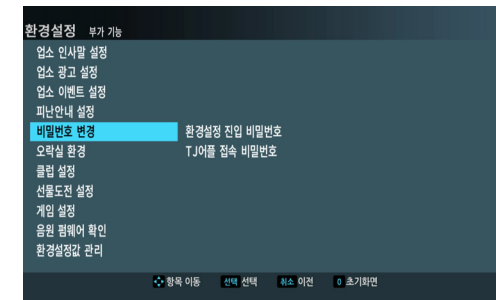 환경설정 부가 기능
업소 인사말 설정
업소 광고 설정
업소 이벤트 설정
피난안내 설정
비밀번호 변경 환경설정 진입 비밀번호
오락실 환경 TJ어플 접속 비밀번호
클럽 설정
선물도전 설정
게임 설정
음원 펌웨어 확인
환경설정값 관리
항목 이동 선택 선택 취소 이전 0 초기화면